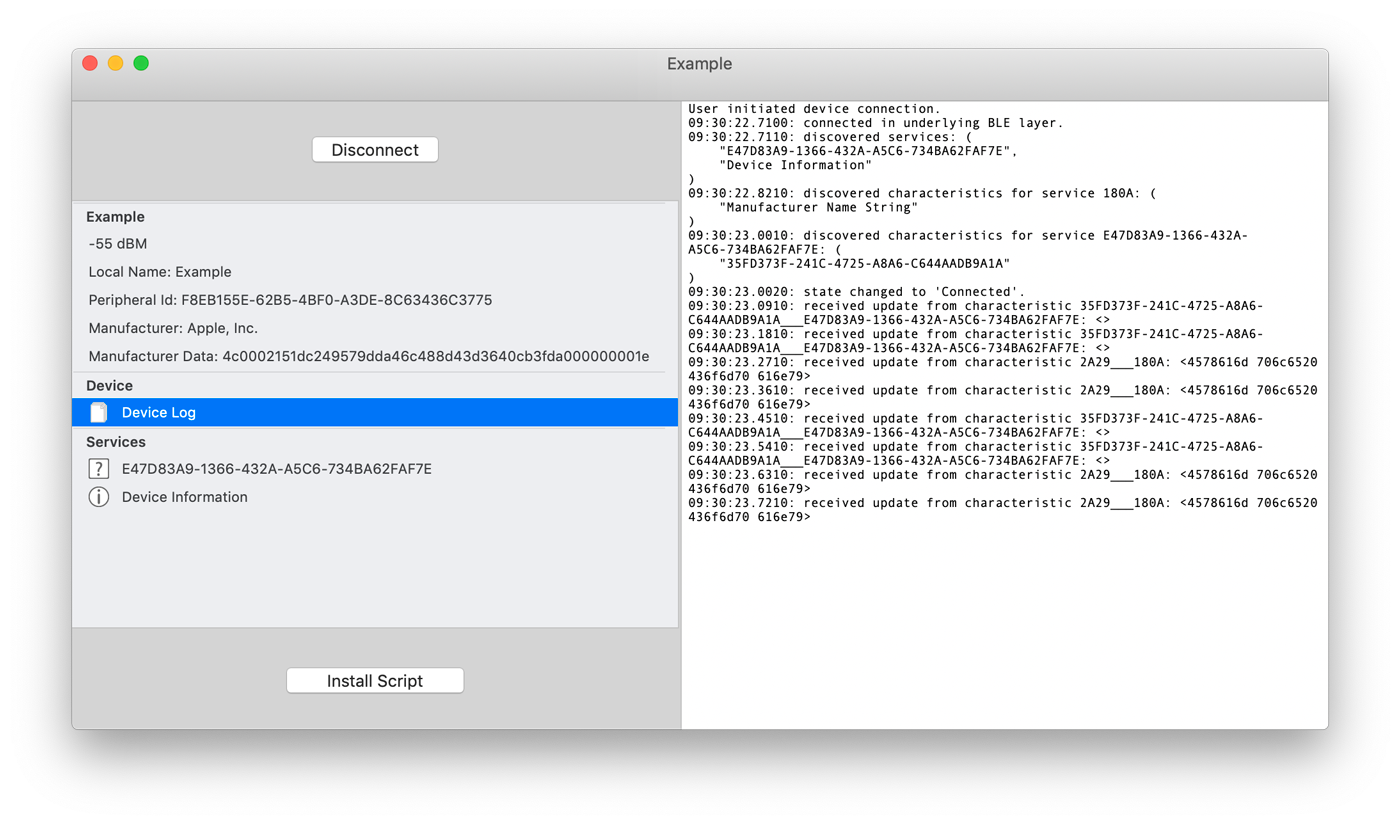 Example
Disconnect
Example
-55 dBM
Local Name: Example
Peripheral Id: F8EB155E-62B5-4BF0-A3DE-8C63436C3775
Manufacturer: Apple, Inc.
Manufacturer Data: 4c0002151dc249579dda46c488d43d3640cb3fda000000001e
Device
Device Log
Services
E47D83A9-1366-432A-A5C6-734BA62FAF7E
Device Information
Install Script
User initiated device connection.
09:30:22.7100: connected in underlying BLE layer.
09:30:22.7110: discovered services: (
    "E47D83A9-1366-432A-A5C6-734BA62FAF7E",
    "Device Information"
)
09:30:22.8210: discovered characteristics for service 180A: (
    "Manufacturer Name String"
)
09:30:23.0010: discovered characteristics for service E47D83A9-1366-432A-
A5C6-734BA62FAF7E: (
    "35FD373F-241C-4725-A8A6-C644AADB9A1A"
)
09:30:23.0020: state changed to 'Connected'.
09:30:23.0910: received update from characteristic 35FD373F-241C-4725-A8A6-
C644AADB9A1A___E47D83A9-1366-432A-A5C6-734BA62FAF7E: <>
09:30:23.1810: received update from characteristic 35FD373F-241C-4725-A8A6-
C644AADB9A1A___E47D83A9-1366-432A-A5C6-734BA62FAF7E: <>
09:30:23.2710: received update from characteristic 2A29___180A: <4578616d 706c6520
436f6d70 616e79>
09:30:23.3610: received update from characteristic 2A29___180A: <4578616d 706c6520
436f6d70 616e79>
09:30:23.4510: received update from characteristic 35FD373F-241C-4725-A8A6-
C644AADB9A1A___E47D83A9-1366-432A-A5C6-734BA62FAF7E: <>
09:30:23.5410: received update from characteristic 35FD373F-241C-4725-A8A6-
C644AADB9A1A___E47D83A9-1366-432A-A5C6-734BA62FAF7E: <>
09:30:23.6310: received update from characteristic 2A29___180A: <4578616d 706c6520
436f6d70 616e79>
09:30:23.7210: received update from characteristic 2A29___180A: <4578616d 706c6520
436f6d70 616e79>